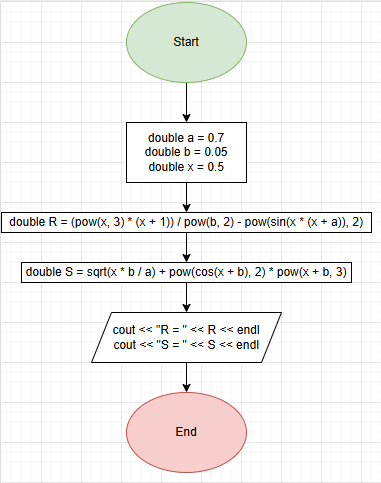 Start
double a = 0.7
double b = 0.05
double x = 0.5
double R = (pow(x, 3) * (x + 1)) / pow(b, 2) - pow(sin(x * (x + a)), 2)
double S = sqrt(x * b / a) + pow(cos(x + b), 2) * pow(x + b, 3)
cout << "R = " << R << endl
cout << "S = " << S << endl
End